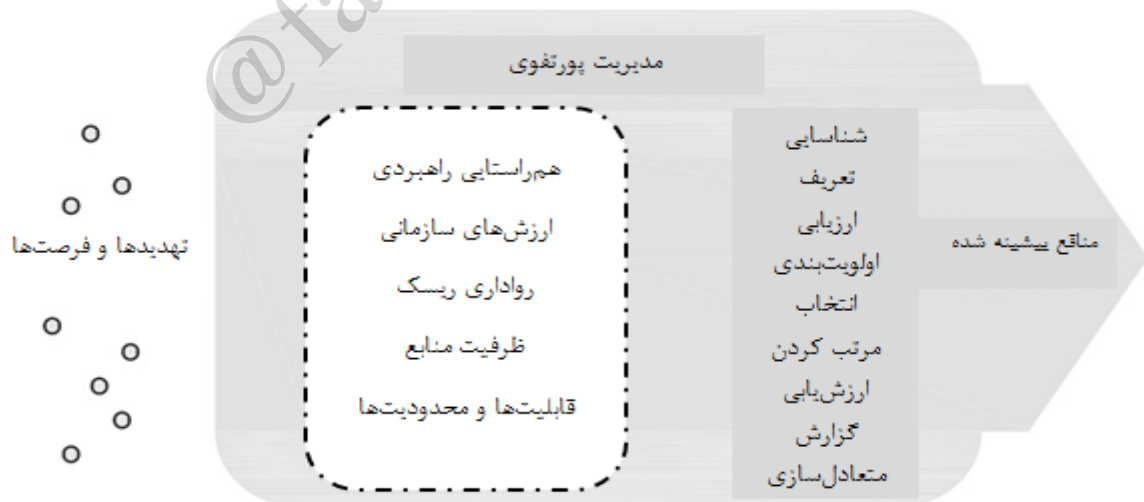 مدیریت پورتفوی
تهدیدها و فرصت‌ها
هم‌راستایی راهبردی
ارزش‌های سازمانی
رواداری ریسک
ظرفیت منابع
قابلیت‌ها و محدودیت‌ها
شناسایی
تعریف
ارزیابی
اولویت‌بندی
انتخاب
مرتب کردن
ارزش‌یابی
گزارش
متعادل‌سازی
مناقع بیشینه شده